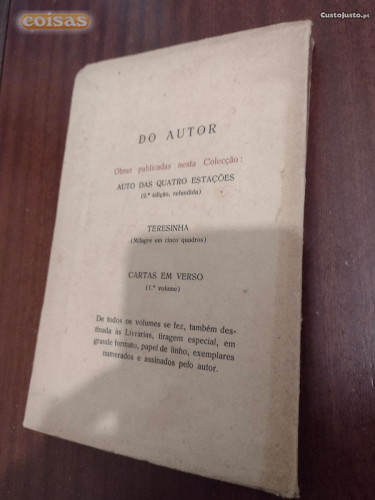 coisas
CustoJusto.pt
DO AUTOR
Obras publicadas nesta Colecção:
AUTO DAS QUATRO ESTAÇÕES
(2.ª edição, refundida)
TERESINHA
(Milagre em cinco quadros)
CARTAS EM VERSO
(1.º volume)
De todos os volumes se fez, também des-
tinada às Livrarias, tiragem especial, em
grande formato, papel de linho, exemplares
numerados e assinados pelo autor.